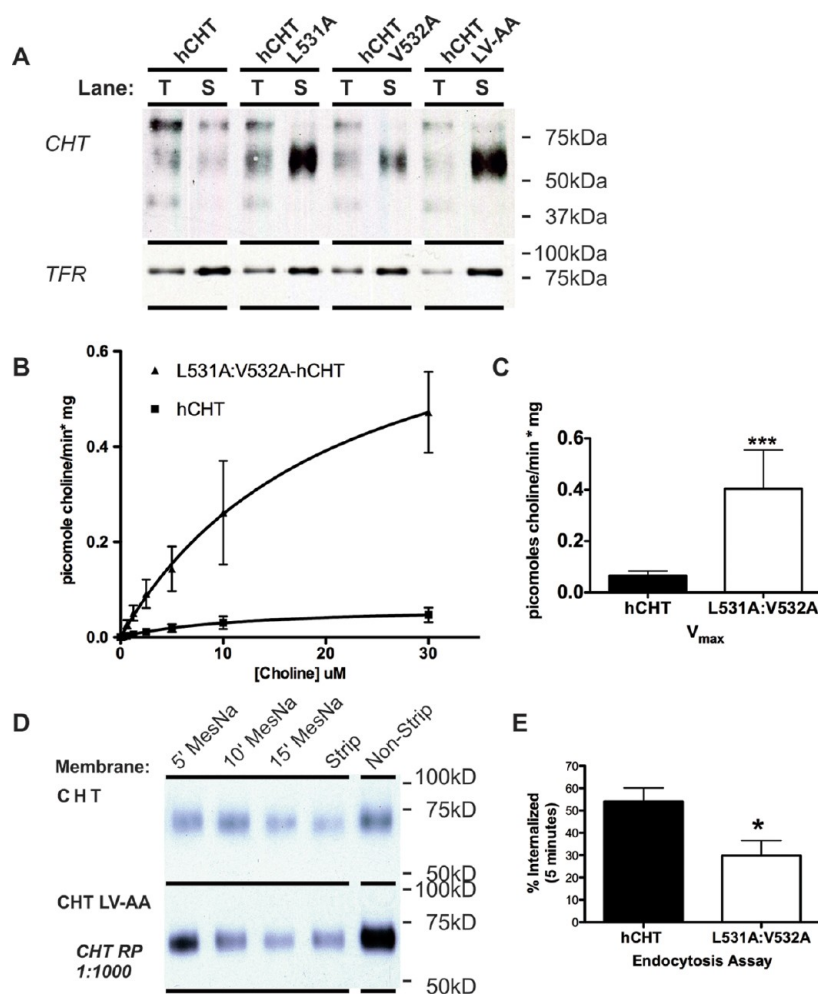 A
hCHT
hCHT L531A
hCHT V532A
hCHT LV-AA
Lane: T S T S T S T S
CHT
- 75kDa
- 50kDa
- 37kDa
TFR
- 100kDa
- 75kDa
B
picomole choline/min* mg
0.6
0.4
0.2
0.0
L531A:V532A-hCHT
hCHT
0 10 20 30
[Choline] uM
C
picomoles choline/min * mg
0.6
0.4
0.2
0.0
***
hCHT L531A:V532A
Vmax
D
Membrane:
5' MesNa
10' MesNa
15' MesNa
Strip
Non-Strip
CHT
- 100kD
- 75kD
50kD
CHT LV-AA
- 100kD
- 75kD
CHT RP
1:1000
50kD
E
% Internalized
(5 minutes)
70
60
50
40
30
20
10
0
*
hCHT L531A:V532A
Endocytosis Assay